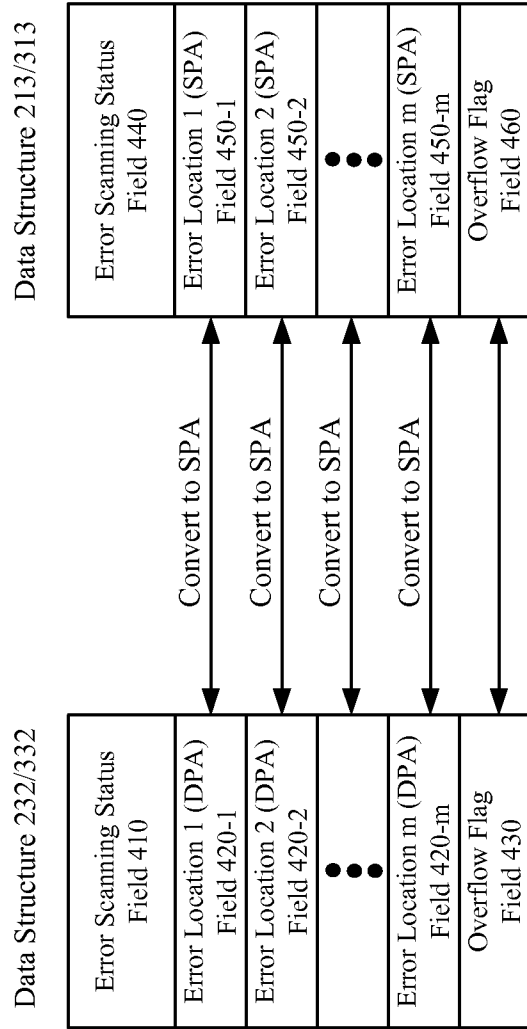 Data Structure 232/332
Error Scanning Status
Field 410
Error Location 1 (DPA)
Field 420-1
Error Location 2 (DPA)
Field 420-2
Error Location m (DPA)
Field 420-m
Overflow Flag
Field 430
Convert to SPA
Convert to SPA
Convert to SPA
Convert to SPA
Data Structure 213/313
Error Scanning Status
Field 440
Error Location 1 (SPA)
Field 450-1
Error Location 2 (SPA)
Field 450-2
Error Location m (SPA)
Field 450-m
Overflow Flag
Field 460